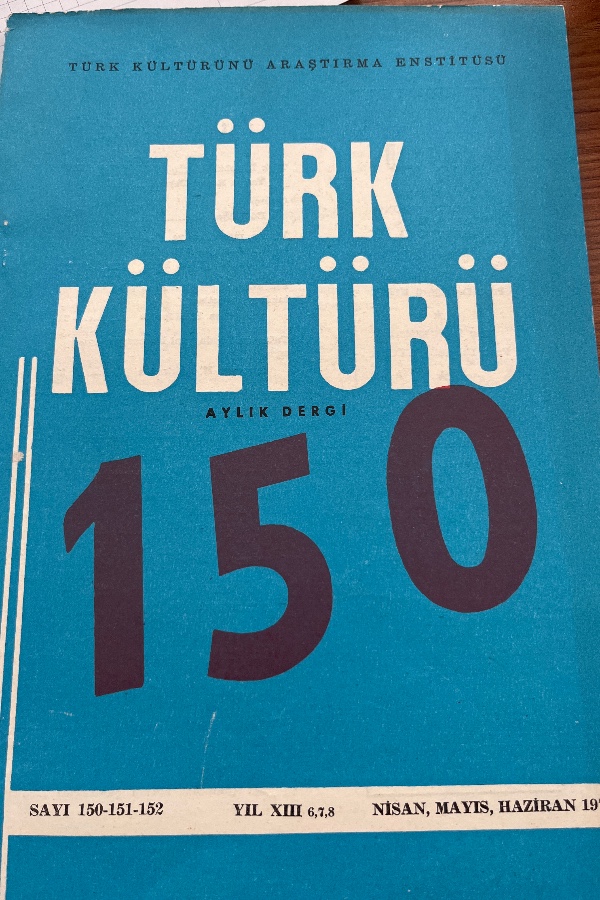 TÜRK KÜLTÜRÜNÜ ARAŞTIRMA ENSTİTÜSÜ
TÜRK
KÜLTÜRÜ
AYLIK DERGİ
150
SAYI 150-151-152 YIL XIII 6,7,8 NİSAN, MAYIS, HAZİRAN